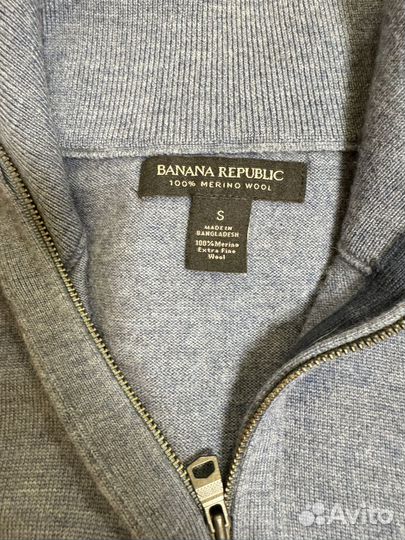 BANANA REPUBLIC
100% MERINO WOOL
S
MADE IN
BANGLADESH
100%Merino
Extra Fine
Wool
Avito